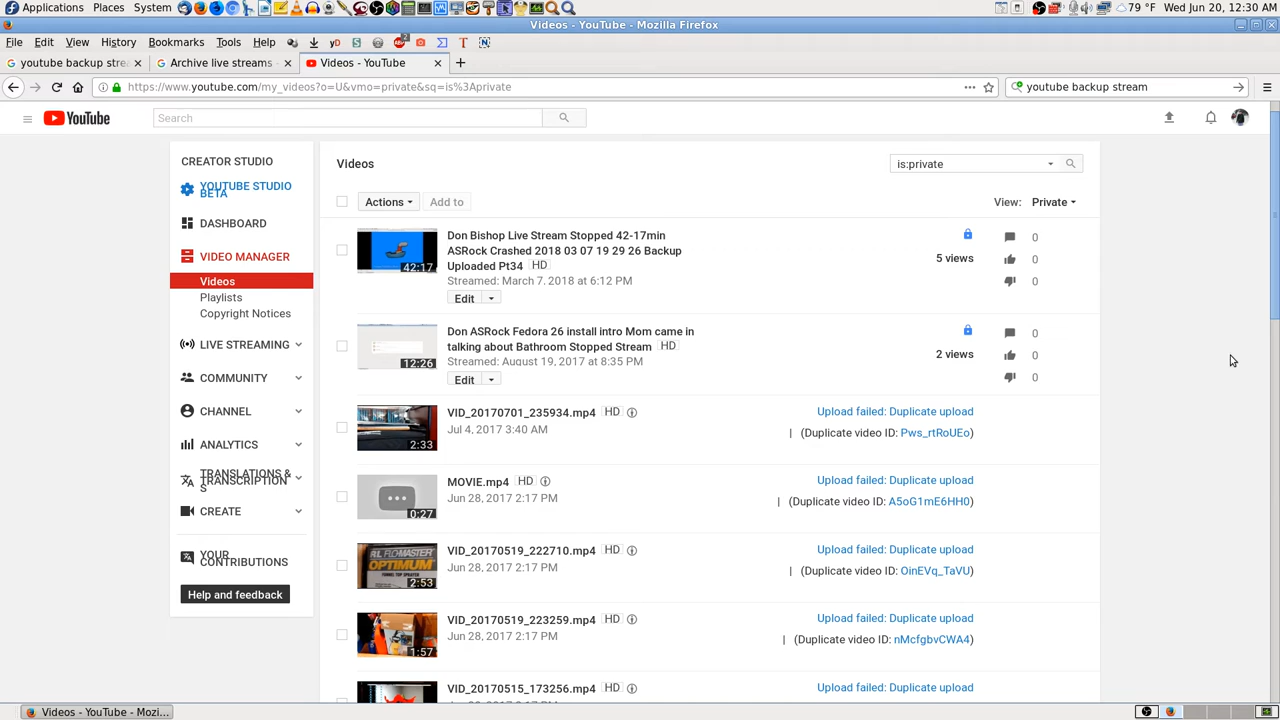 Applications Places System 79 °F Wed Jun 20, 12:30 AM
Videos - YouTube - Mozilla Firefox
File Edit View History Bookmarks Tools Help yD 2 S T N
youtube backup stre Archive live streams - Videos - YouTube
https://www.youtube.com/my_videos?o=U&vmo=private&sq=is%3Aprivate youtube backup stream
YouTube Search
CREATOR STUDIO
YOUTUBE STUDIO BETA
DASHBOARD
VIDEO MANAGER
Videos
Playlists
Copyright Notices
LIVE STREAMING
COMMUNITY
CHANNEL
ANALYTICS
TRANSLATIONS &
TRANSCRIPTION
S
CREATE
YOUR
CONTRIBUTIONS
Help and feedback
Videos is:private
Actions Add to View: Private
42:17
Don Bishop Live Stream Stopped 42-17min
ASRock Crashed 2018 03 07 19 29 26 Backup
Uploaded Pt34 HD
Streamed: March 7, 2018 at 6:12 PM
Edit
5 views
0
0
0
12:26
Don ASRock Fedora 26 install intro Mom came in
talking about Bathroom Stopped Stream HD
Streamed: August 19, 2017 at 8:35 PM
Edit
2 views
0
0
0
2:33
VID_20170701_235934.mp4 HD
Jul 4, 2017 3:40 AM
Upload failed: Duplicate upload
| (Duplicate video ID: Pws_rtRoUEo)
0:27
MOVIE.mp4 HD
Jun 28, 2017 2:17 PM
Upload failed: Duplicate upload
| (Duplicate video ID: A5oG1mE6HH0)
R.L. FLOMASTER
OPTIMUM
FUNNEL TOP SPRAYER
2:53
VID_20170519_222710.mp4 HD
Jun 28, 2017 2:17 PM
Upload failed: Duplicate upload
| (Duplicate video ID: OinEVq_TaVU)
1:57
VID_20170519_223259.mp4 HD
Jun 28, 2017 2:17 PM
Upload failed: Duplicate upload
| (Duplicate video ID: nMcfgbvCWA4)
VID_20170515_173256.mp4 HD
Upload failed: Duplicate upload
Videos - YouTube - Mozi...